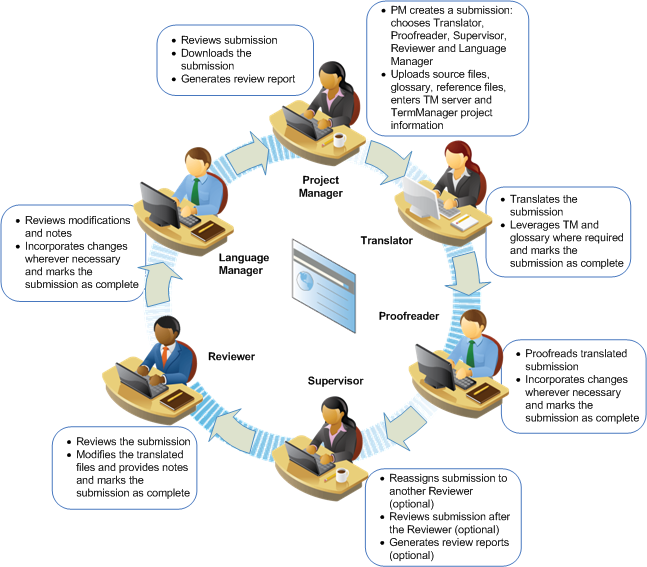 • Reviews submission
• Downloads the
submission
• Generates review report
• PM creates a submission:
chooses Translator,
Proofreader, Supervisor,
Reviewer and Language
Manager
• Uploads source files,
glossary, reference files,
enters TM server and
TermManager project
information
Project
Manager
• Translates the
submission
• Leverages TM and
glossary where required
and marks the
submission as complete
Translator
• Reviews modifications
and notes
• Incorporates changes
wherever necessary
and marks the
submission as complete
Language
Manager
Proofreader
• Proofreads translated
submission
• Incorporates changes
wherever necessary
and marks the
submission as complete
Reviewer
Supervisor
• Reviews the submission
• Modifies the translated
files and provides notes
and marks the
submission as complete
• Reassigns submission to
another Reviewer
(optional)
• Reviews submission after
the Reviewer (optional)
• Generates review reports
(optional)